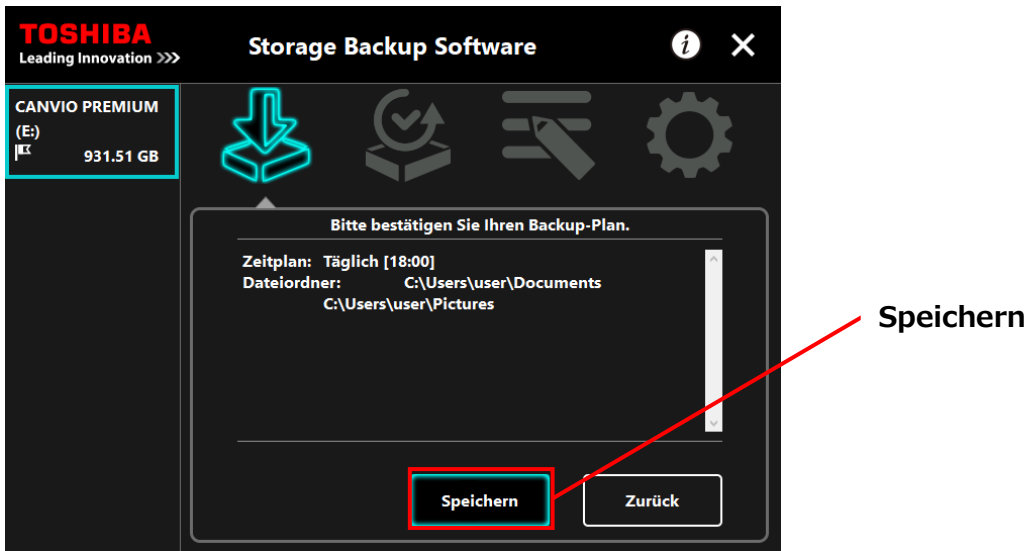 TOSHIBA
Leading Innovation >>>
Storage Backup Software
i
CANVIO PREMIUM
(E:)
931.51 GB
Bitte bestätigen Sie Ihren Backup-Plan.
Zeitplan: Täglich [18:00]
Dateiordner: C:\Users\user\Documents
C:\Users\user\Pictures
Speichern
Speichern
Zurück